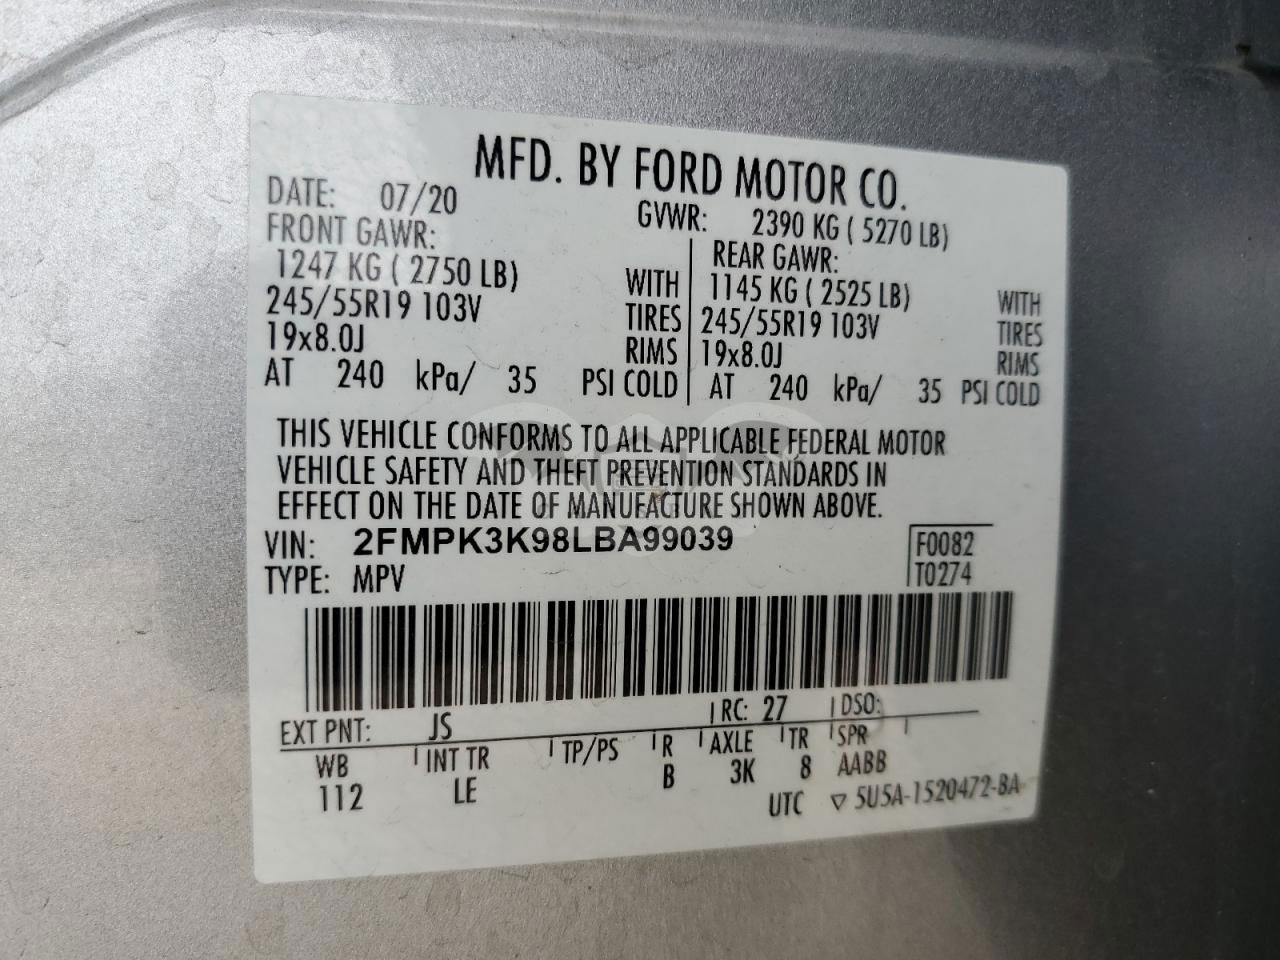 MFD. BY FORD MOTOR CO.
DATE: 07/20 GVWR: 2390 KG ( 5270 LB)
FRONT GAWR: REAR GAWR:
1247 KG ( 2750 LB) WITH 1145 KG ( 2525 LB) WITH
245/55R19 103V TIRES 245/55R19 103V TIRES
19x8.0J RIMS 19x8.0J RIMS
AT 240 kPa/ 35 PSI COLD AT 240 kPa/ 35 PSI COLD
THIS VEHICLE CONFORMS TO ALL APPLICABLE FEDERAL MOTOR
VEHICLE SAFETY AND THEFT PREVENTION STANDARDS IN
EFFECT ON THE DATE OF MANUFACTURE SHOWN ABOVE.
VIN: 2FMPK3K98LBA99039 F0082
TYPE: MPV T0274
EXT PNT: JS RC: 27 DSO:
WB INT TR TP/PS R AXLE TR SPR
112 LE B 3K 8 AABB
UTC ▽ 5U5A-1520472-BA